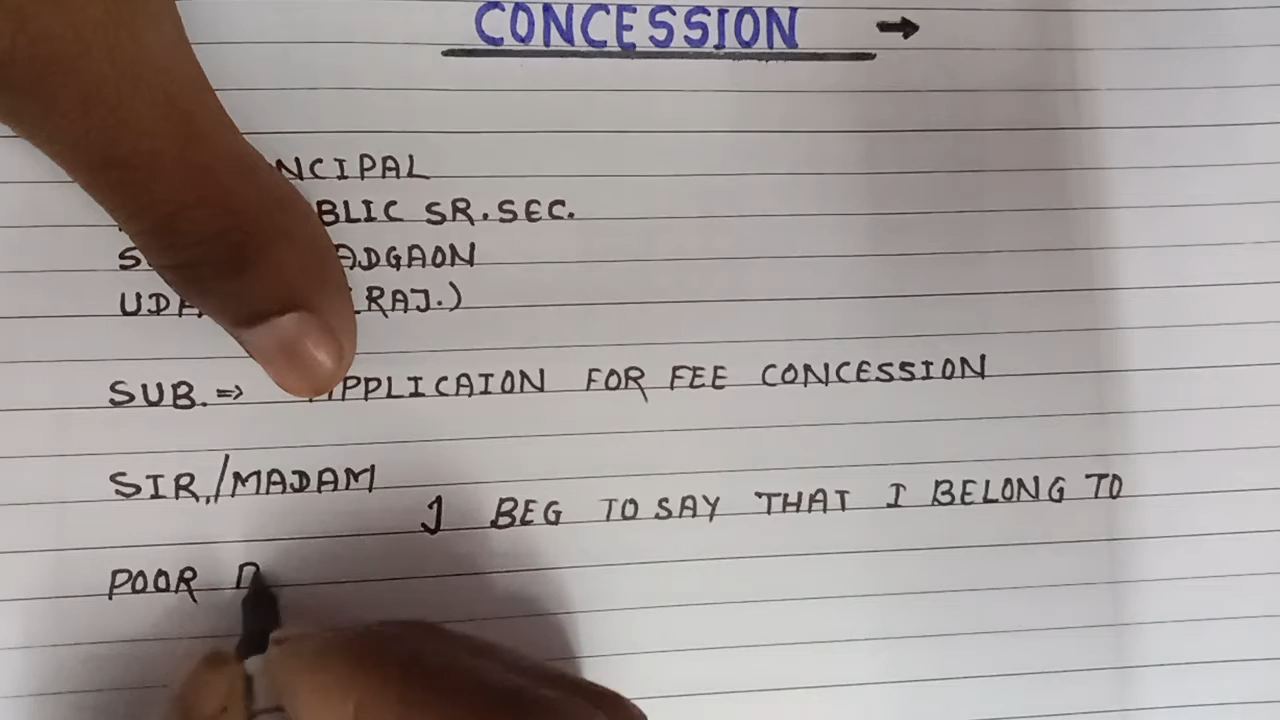 CONCESSION →
NCIPAL
BLIC SR.SEC.
ADGAON
RAJ.)
SUB.⇒ APPLICAION FOR FEE CONCESSION
SIR,/MADAM
I BEG TO SAY THAT I BELONG TO
POOR